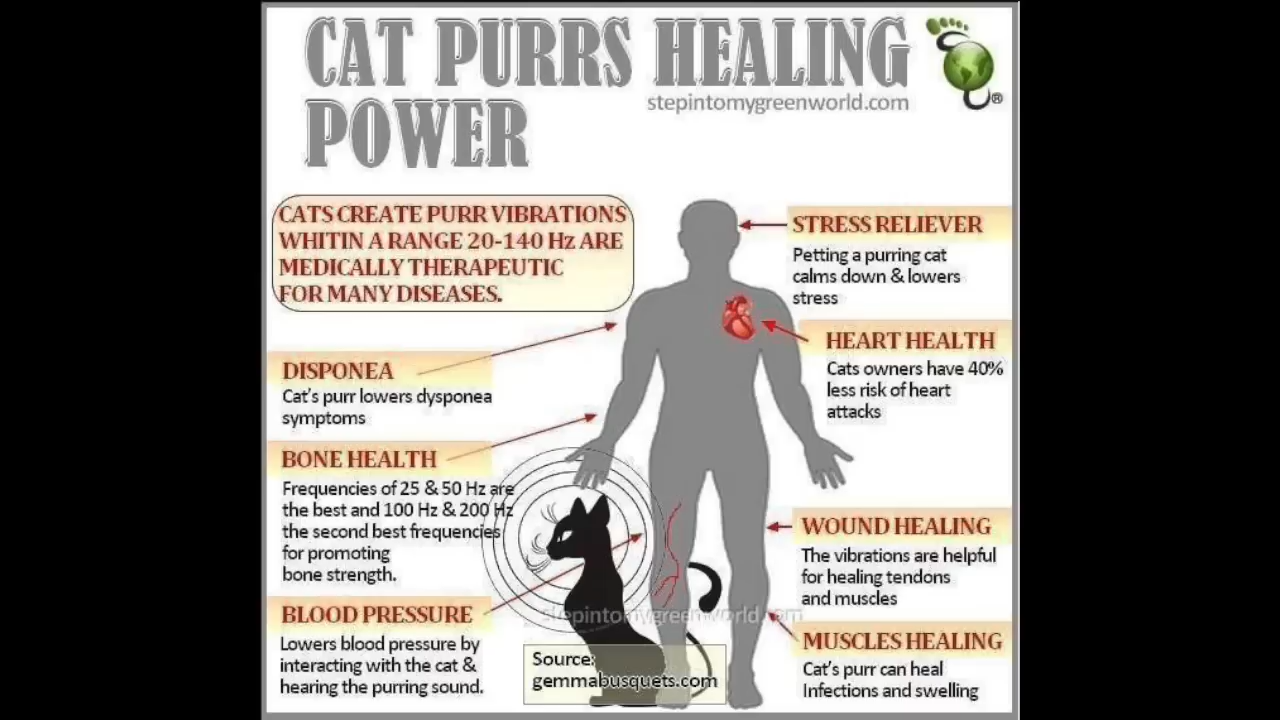 CAT PURRS HEALING
POWER
stepintomygreenworld.com
®
CATS CREATE PURR VIBRATIONS
WHITIN A RANGE 20-140 Hz ARE
MEDICALLY THERAPEUTIC
FOR MANY DISEASES.
DISPONEA
Cat's purr lowers dysponea
symptoms
BONE HEALTH
Frequencies of 25 & 50 Hz are
the best and 100 Hz & 200 Hz
the second best frequencies
for promoting
bone strength.
BLOOD PRESSURE
Lowers blood pressure by
interacting with the cat &
hearing the purring sound.
STRESS RELIEVER
Petting a purring cat
calms down & lowers
stress
HEART HEALTH
Cats owners have 40%
less risk of heart
attacks
WOUND HEALING
The vibrations are helpful
for healing tendons
and muscles
MUSCLES HEALING
Cat's purr can heal
Infections and swelling
stepintomygreenworld.com
Source:
gemmabusquets.com